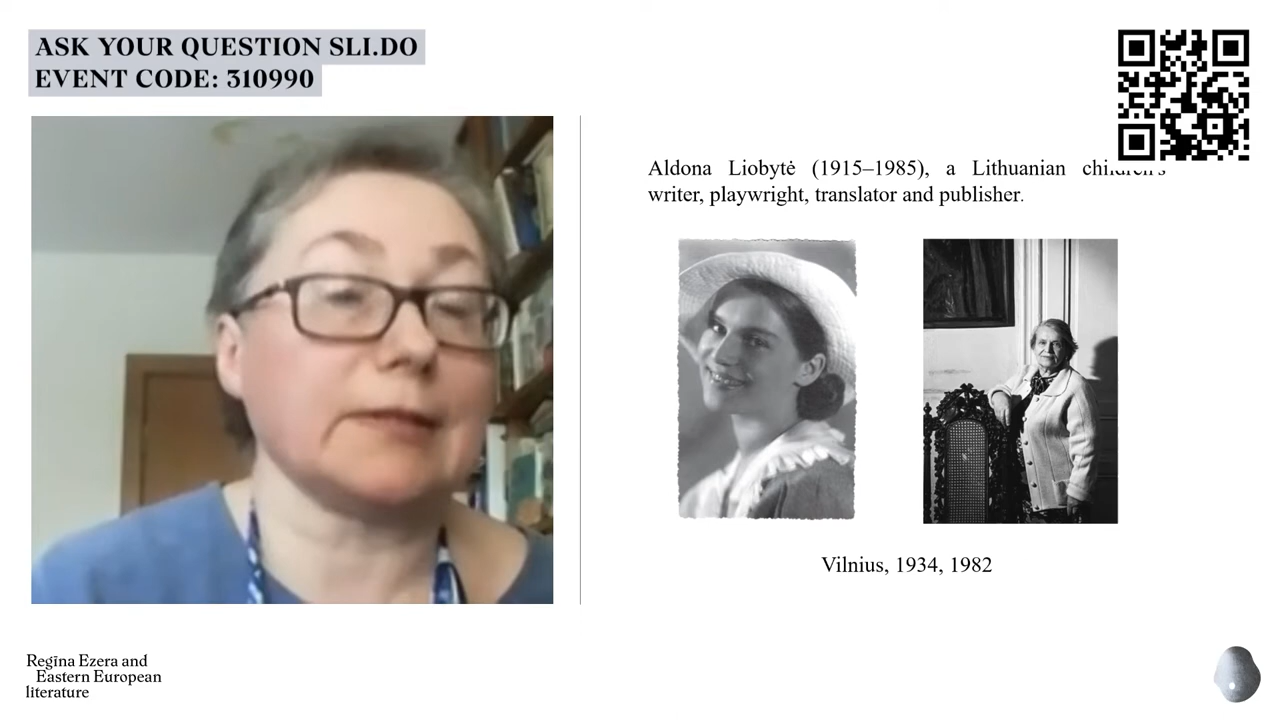 ASK YOUR QUESTION SLI.DO
EVENT CODE: 310990
Aldona Liobytė (1915–1985), a Lithuanian children's
writer, playwright, translator and publisher.
Vilnius, 1934, 1982
Regīna Ezera and
Eastern European
literature